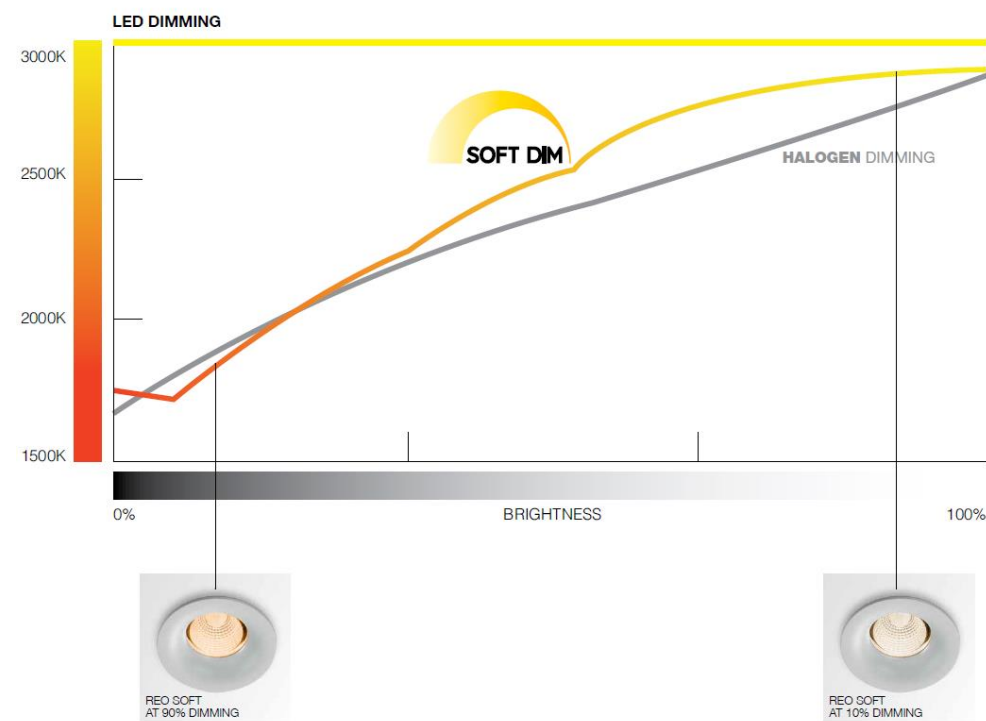 LED DIMMING
3000K
SOFT DIM
HALOGEN DIMMING
2500K
2000K
1500K
0%
BRIGHTNESS
100%
REO SOFT
AT 90% DIMMING
REO SOFT
AT 10% DIMMING